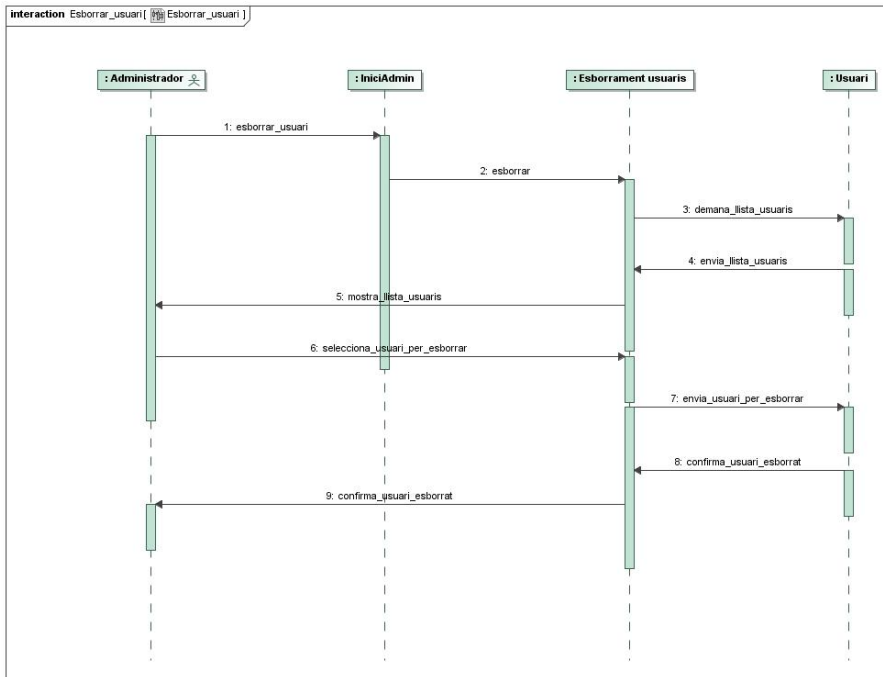 interaction Esborrar_usuari[ Esborrar_usuari ]
: Administrador
: IniciAdmin
: Esborrament usuaris
: Usuari
1: esborrar_usuari
2: esborrar
3: demana_llista_usuaris
4: envia_llista_usuaris
5: mostra_llista_usuaris
6: selecciona_usuari_per_esborrar
7: envia_usuari_per_esborrar
8: confirma_usuari_esborrat
9: confirma_usuari_esborrat